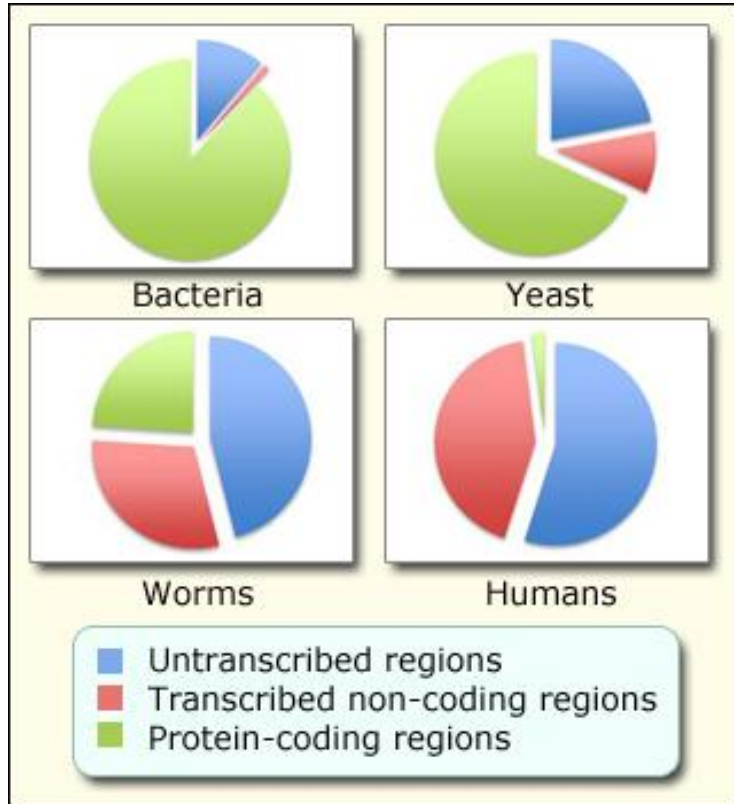 Bacteria
Yeast
Worms
Humans
Untranscribed regions
Transcribed non-coding regions
Protein-coding regions